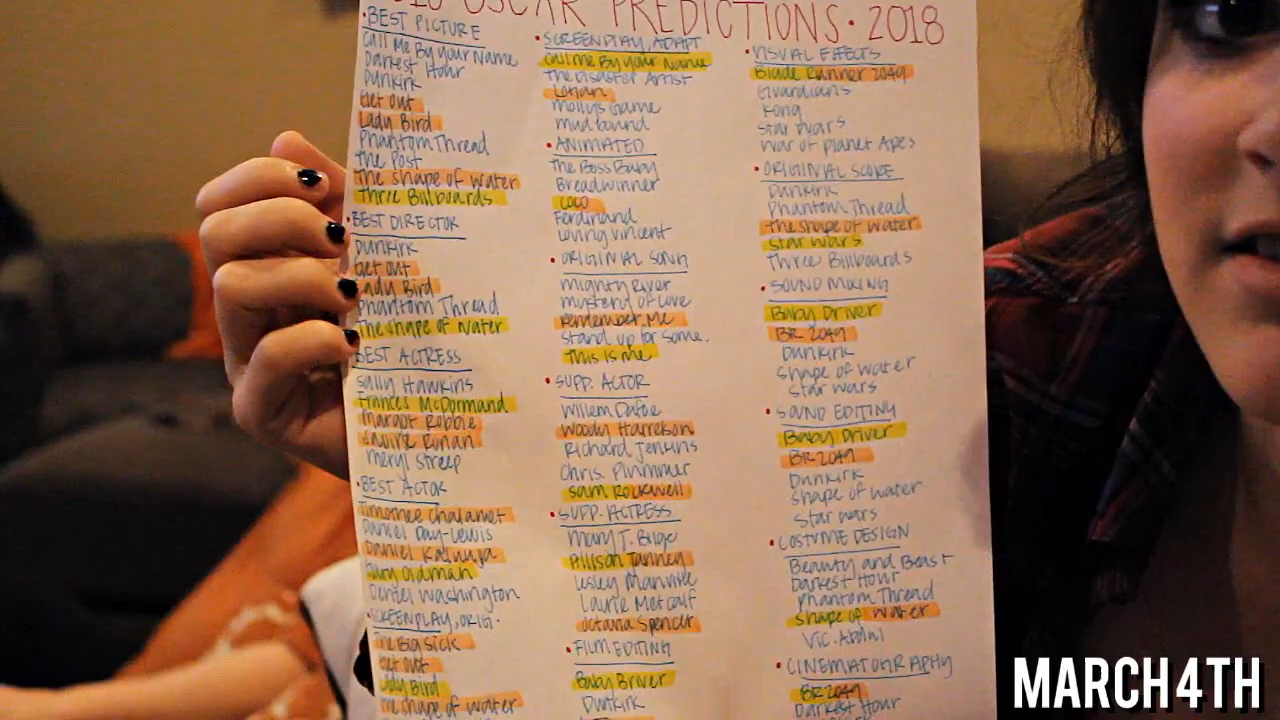 OSCAR PREDICTIONS · 2018
· BEST PICTURE
Call Me By Your Name
Darkest Hour
Dunkirk
Get Out
Lady Bird
Phantom Thread
The Post
The Shape of Water
Three Billboards
· BEST DIRECTOR
Dunkirk
Get Out
Lady Bird
Phantom Thread
The Shape of Water
BEST ACTRESS
Sally Hawkins
Frances McDormand
Margot Robbie
Saoirse Ronan
Meryl Streep
· BEST ACTOR
Timothee Chalamet
Daniel Day-Lewis
Daniel Kaluuya
Gary Oldman
Denzel Washington
· SCREENPLAY, ORIG.
The Big Sick
Get Out
Lady Bird
The Shape of Water
· SCREENPLAY, ADAPT
Call Me By Your Name
The Disaster Artist
Logan
Mollys Game
Mudbound
· ANIMATED
The Boss Baby
Breadwinner
COCO
Ferdinand
Loving Vincent
· ORIGINAL SONG
Mighty River
Mystery of Love
Remember Me
Stand up for Some.
This is Me
· SUPP. ACTOR
Willem Dafoe
Woody Harrelson
Richard Jenkins
Chris Plummer
Sam Rockwell
· SUPP. ACTRESS
Mary J. Blige
Allison Janney
Lesley Manville
Laurie Metcalf
Octavia Spencer
· FILM EDITING
Baby Driver
Dunkirk
· VISUAL EFFECTS
Blade Runner 2049
Guardians
Kong
Star Wars
War of Planet Apes
· ORIGINAL SCORE
Dunkirk
Phantom Thread
The Shape of Water
Star Wars
Three Billboards
· SOUND MIXING
Baby Driver
BR 2049
Dunkirk
Shape of Water
Star Wars
· SOUND EDITING
Baby Driver
BR 2049
Dunkirk
Shape of Water
Star Wars
· COSTUME DESIGN
Beauty and Beast
Darkest Hour
Phantom Thread
Shape of Water
Vic. & Abdul
· CINEMATOGRAPHY
BR 2049
Darkest Hour
MARCH 4TH